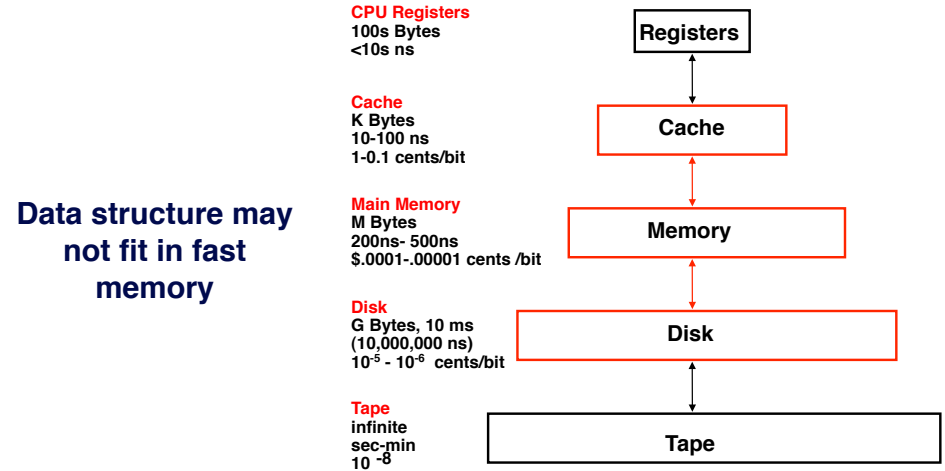 Data structure may
not fit in fast
memory
CPU Registers
100s Bytes
<10s ns
Cache
K Bytes
10-100 ns
1-0.1 cents/bit
Main Memory
M Bytes
200ns- 500ns
$.0001-.00001 cents /bit
Disk
G Bytes, 10 ms
(10,000,000 ns)
10⁻⁵ - 10⁻⁶ cents/bit
Tape
infinite
sec-min
10 ⁻⁸
Registers
Cache
Memory
Disk
Tape